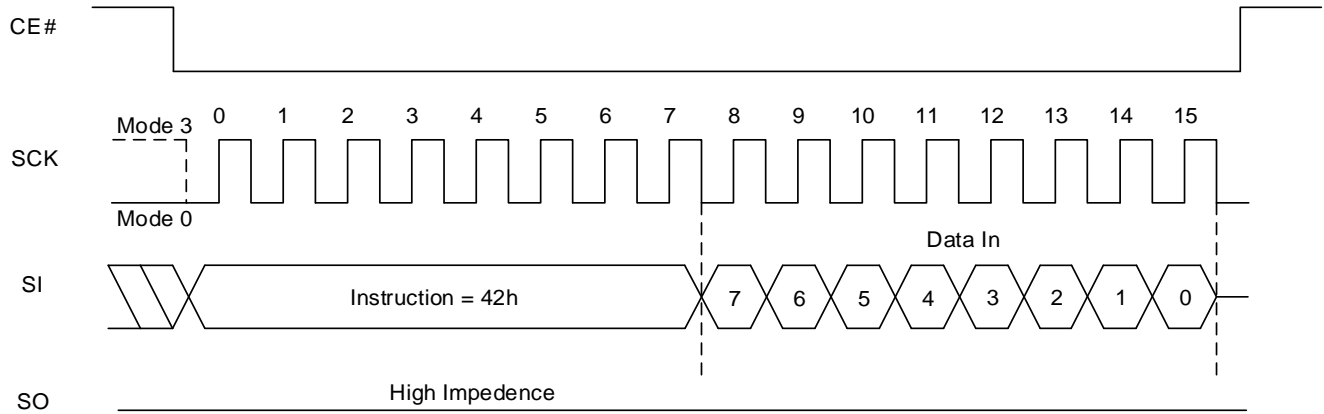 CE#
0 1 2 3 4 5 6 7 8 9 10 11 12 13 14 15
Mode 3
SCK
Mode 0
Data In
SI
Instruction = 42h
7 6 5 4 3 2 1 0
High Impedence
SO